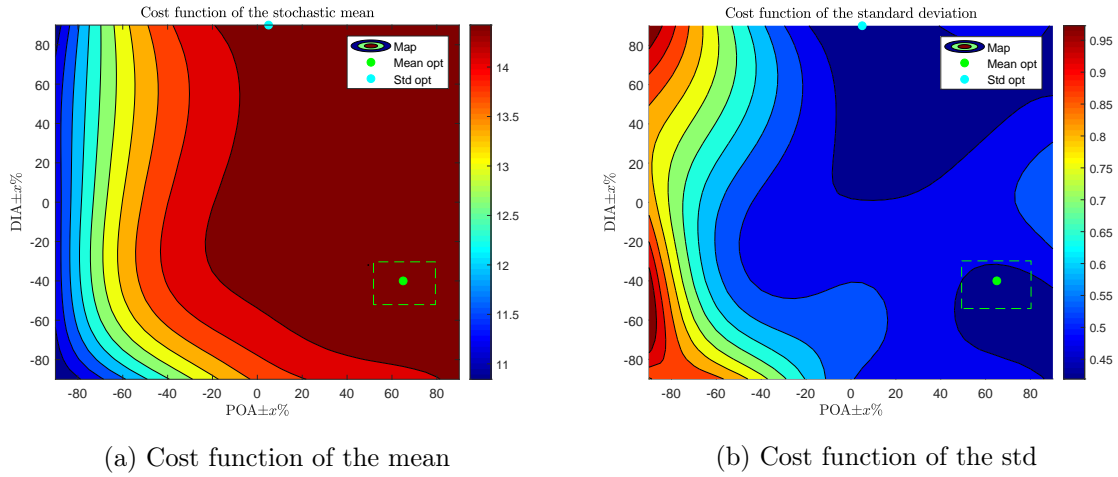 Cost function of the stochastic mean
80
60
40
20
0
-20
-40
-60
-80
DIA±x%
-80 -60 -40 -20 0 20 40 60 80
POA±x%
Map
Mean opt
Std opt
14
13.5
13
12.5
12
11.5
11
(a) Cost function of the mean
Cost function of the standard deviation
80
60
40
20
0
-20
-40
-60
-80
DIA±x%
-80 -60 -40 -20 0 20 40 60 80
POA±x%
Map
Mean opt
Std opt
0.95
0.9
0.85
0.8
0.75
0.7
0.65
0.6
0.55
0.5
0.45
(b) Cost function of the std